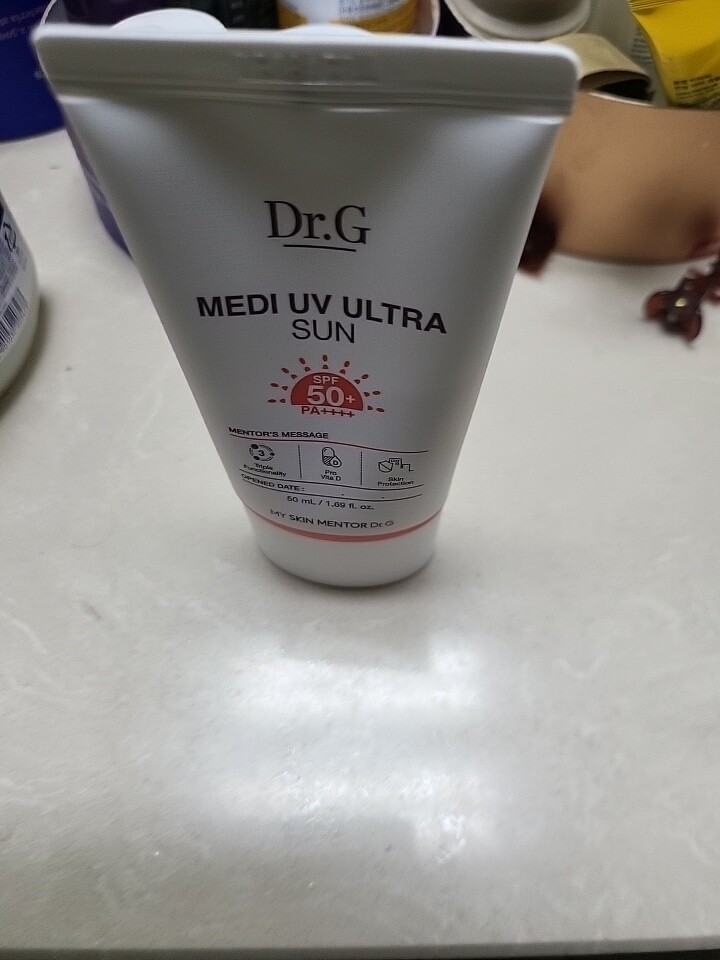 Dr.G
MEDI UV ULTRA
SUN
SPF
50+
PA++++
MENTOR'S MESSAGE
3
Triple
Functionality
D
Pro
Vita D
Skin
Protection
OPENED DATE : . .
50 mL / 1.69 fl. oz.
MY SKIN MENTOR Dr.G